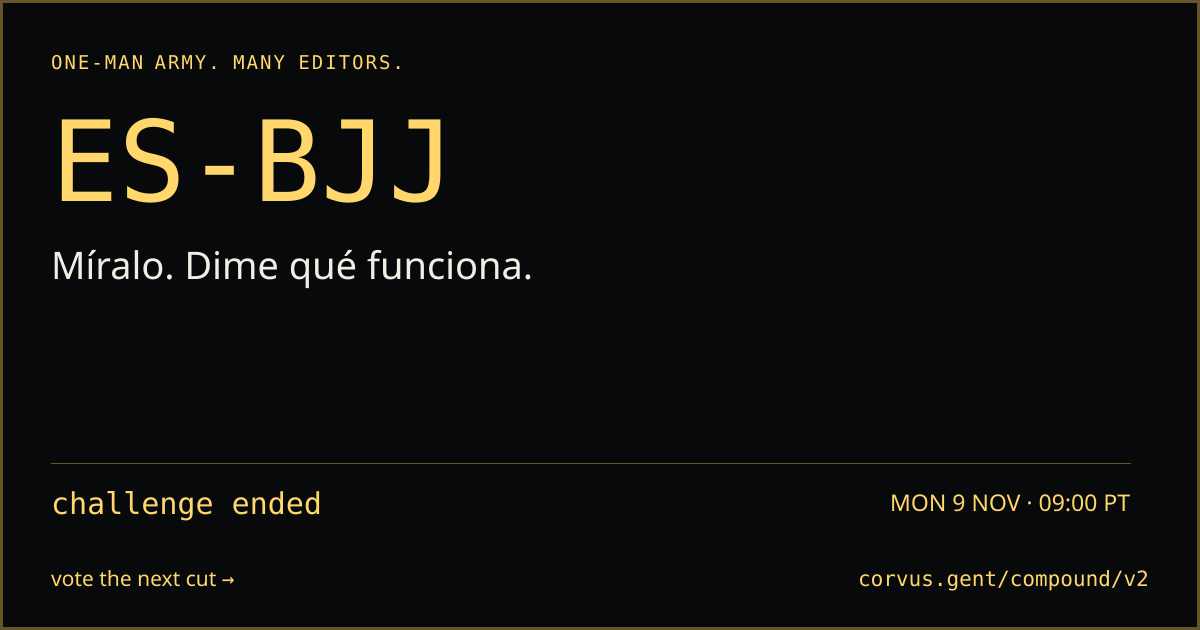 ONE-MAN ARMY. MANY EDITORS.
ES-BJJ
Míralo. Dime qué funciona.
challenge ended
MON 9 NOV · 09:00 PT
vote the next cut →
corvus.gent/compound/v2